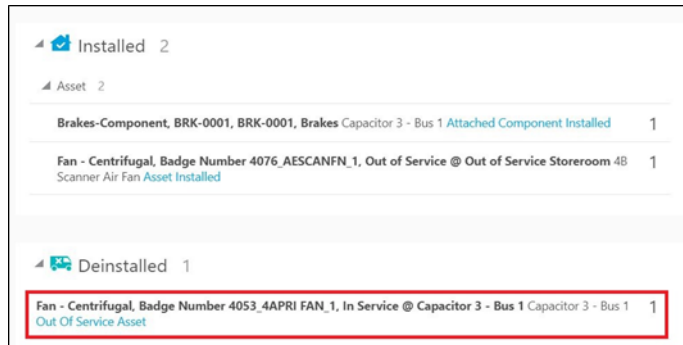 Installed 2
Asset 2
Brakes-Component, BRK-0001, BRK-0001, Brakes Capacitor 3 - Bus 1 Attached Component Installed 1
Fan - Centrifugal, Badge Number 4076_AESCANFN_1, Out of Service @ Out of Service Storeroom 4B 1
Scanner Air Fan Asset Installed
Deinstalled 1
Fan - Centrifugal, Badge Number 4053_4APRI FAN_1, In Service @ Capacitor 3 - Bus 1 Capacitor 3 - Bus 1 1
Out Of Service Asset